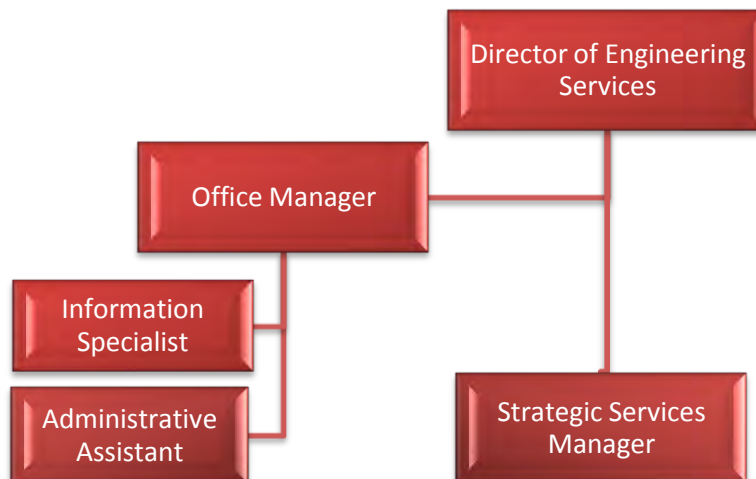 Director of Engineering
Services
Office Manager
Information
Specialist
Administrative
Assistant
Strategic Services
Manager